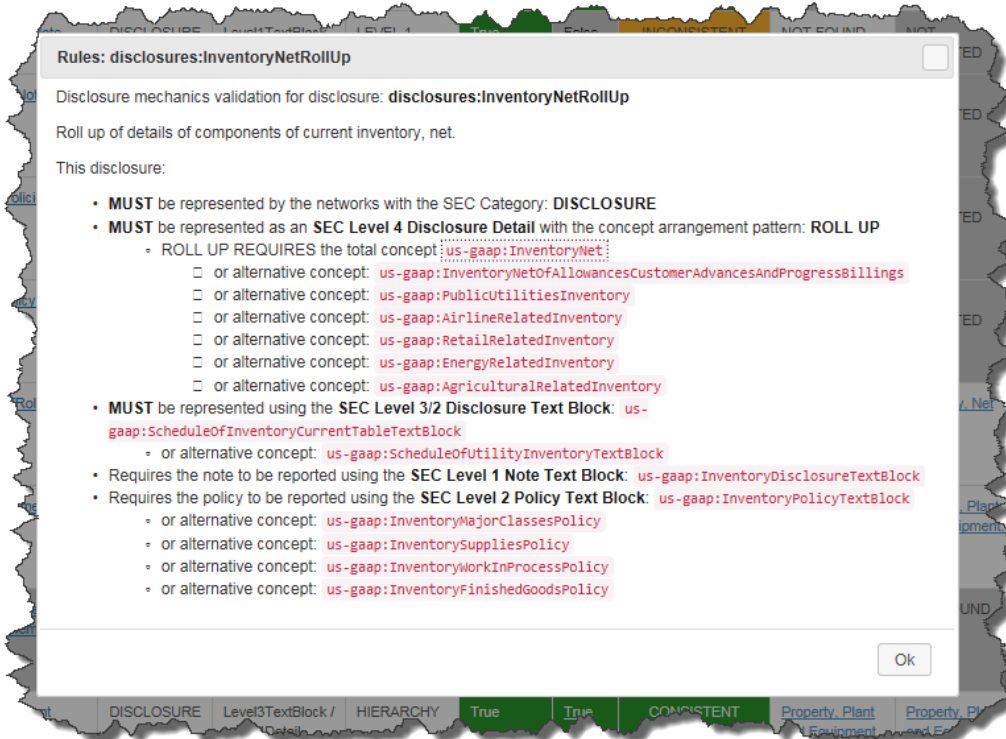 DISCLOSURE Level1TextBlock LEVEL 1 True False INCONSISTENT NOT FOUND NOT
Rules: disclosures:InventoryNetRollUp
Disclosure mechanics validation for disclosure: disclosures:InventoryNetRollUp
Roll up of details of components of current inventory, net.
This disclosure:
• MUST be represented by the networks with the SEC Category: DISCLOSURE
• MUST be represented as an SEC Level 4 Disclosure Detail with the concept arrangement pattern: ROLL UP
◦ ROLL UP REQUIRES the total concept us-gaap:InventoryNet
□ or alternative concept: us-gaap:InventoryNetOfAllowancesCustomerAdvancesAndProgressBillings
□ or alternative concept: us-gaap:PublicUtilitiesInventory
□ or alternative concept: us-gaap:AirlineRelatedInventory
□ or alternative concept: us-gaap:RetailRelatedInventory
□ or alternative concept: us-gaap:EnergyRelatedInventory
□ or alternative concept: us-gaap:AgriculturalRelatedInventory
• MUST be represented using the SEC Level 3/2 Disclosure Text Block: us-
gaap:ScheduleOfInventoryCurrentTableTextBlock
◦ or alternative concept: us-gaap:ScheduleOfUtilityInventoryTextBlock
• Requires the note to be reported using the SEC Level 1 Note Text Block: us-gaap:InventoryDisclosureTextBlock
• Requires the policy to be reported using the SEC Level 2 Policy Text Block: us-gaap:InventoryPolicyTextBlock
◦ or alternative concept: us-gaap:InventoryMajorClassesPolicy
◦ or alternative concept: us-gaap:InventorySuppliesPolicy
◦ or alternative concept: us-gaap:InventoryWorkInProcessPolicy
◦ or alternative concept: us-gaap:InventoryFinishedGoodsPolicy
Ok
DISCLOSURE Level3TextBlock / HIERARCHY True True CONSISTENT Property, Plant Property, Pl